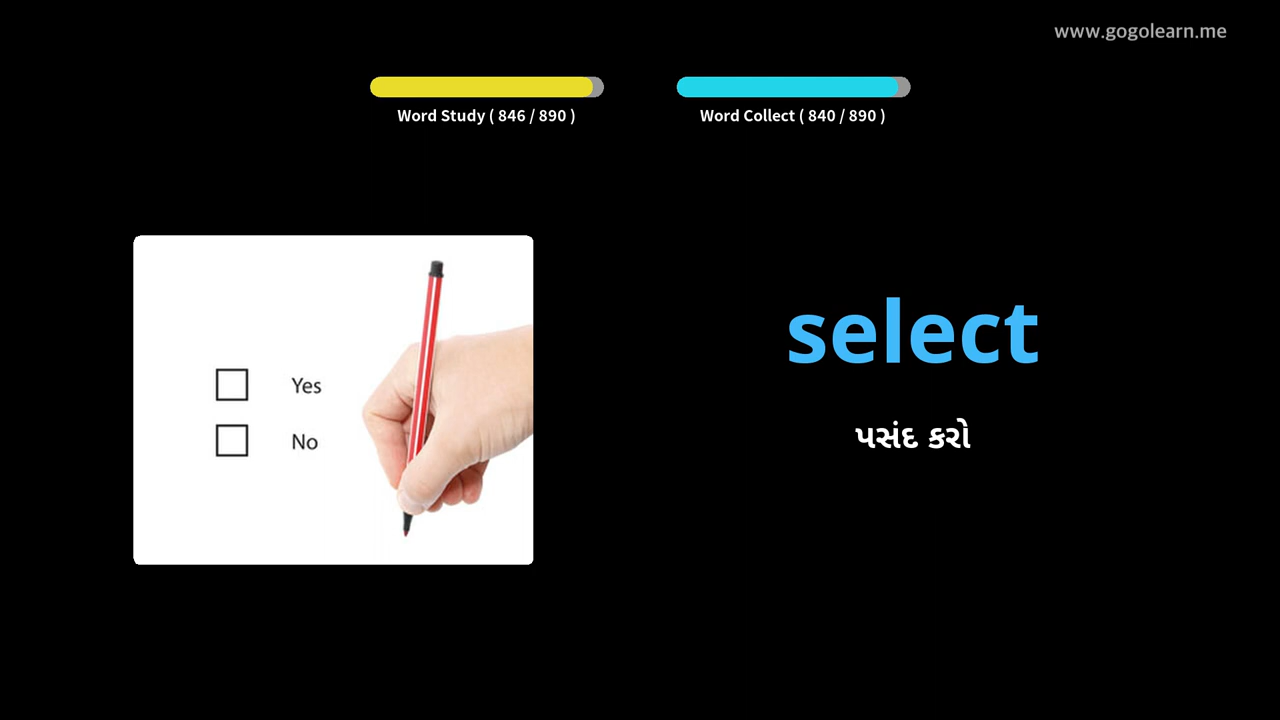 www.gogolearn.me
Word Study ( 846 / 890 )
Word Collect ( 840 / 890 )
Yes
No
select
પસંદ કરો